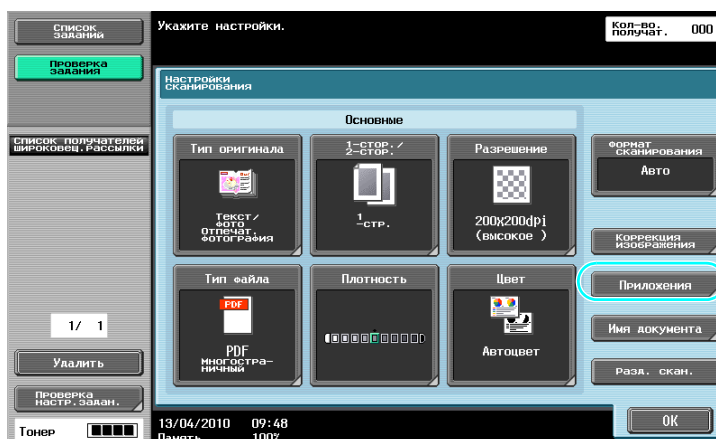 Список
заданий
Проверка
задания
Список получателей
широковещ.рассылки
1/ 1
Удалить
Проверка
настр.задан.
Тонер
Укажите настройки.
Кол-во.
получат.
000
Настройки
сканирования
Основные
Тип оригинала
Текст/
фото
Отпечат.
фотография
1-стор./
2-стор.
1
-стр.
Разрешение
200X200dpi
(высокое )
Формат
сканирования
Авто
Коррекция
изображения
Тип файла
PDF
PDF
Многостра-
ничный
Плотность
Цвет
Автоцвет
Приложения
Имя документа
Разд. скан.
OK
13/04/2010 09:48
Память 100%